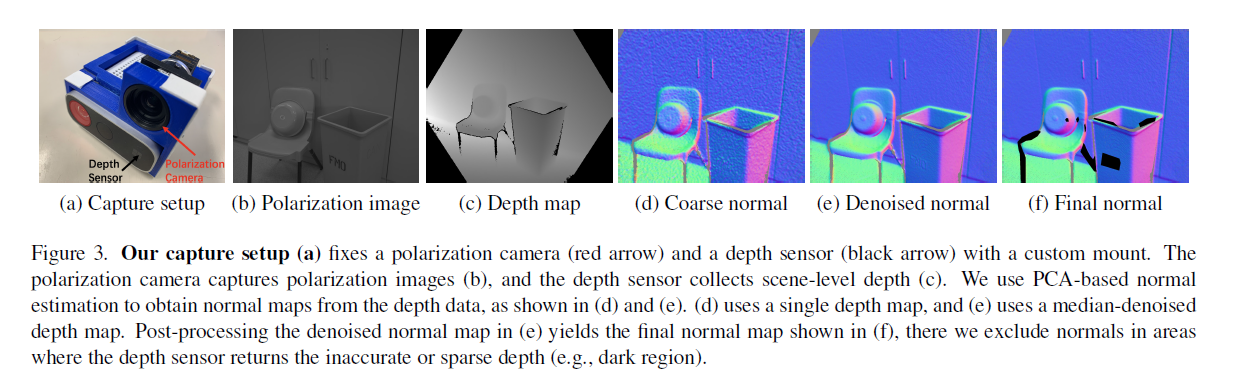 Depth
Sensor
Polarization
Camera
FMO
(a) Capture setup
(b) Polarization image
(c) Depth map
(d) Coarse normal
(e) Denoised normal
(f) Final normal
Figure 3. Our capture setup (a) fixes a polarization camera (red arrow) and a depth sensor (black arrow) with a custom mount. The
polarization camera captures polarization images (b), and the depth sensor collects scene-level depth (c). We use PCA-based normal
estimation to obtain normal maps from the depth data, as shown in (d) and (e). (d) uses a single depth map, and (e) uses a median-denoised
depth map. Post-processing the denoised normal map in (e) yields the final normal map shown in (f), there we exclude normals in areas
where the depth sensor returns the inaccurate or sparse depth (e.g., dark region).